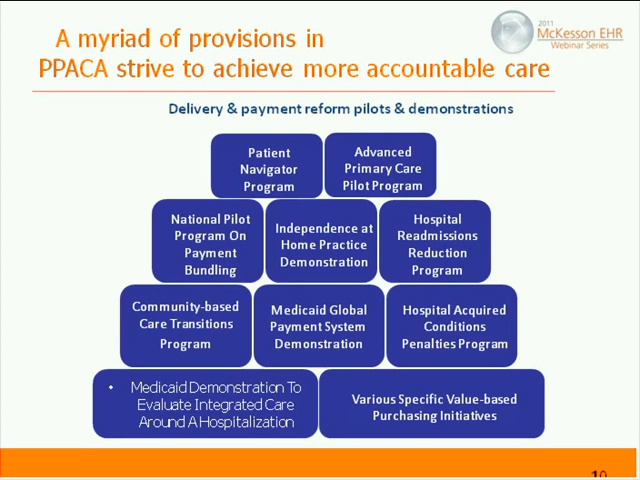 A myriad of provisions in
PPACA strive to achieve more accountable care
2011
McKesson EHR
Webinar Series
Delivery & payment reform pilots & demonstrations
Patient
Navigator
Program
Advanced
Primary Care
Pilot Program
National Pilot
Program On
Payment
Bundling
Independence at
Home Practice
Demonstration
Hospital
Readmissions
Reduction
Program
Community-based
Care Transitions
Program
Medicaid Global
Payment System
Demonstration
Hospital Acquired
Conditions
Penalties Program
• Medicaid Demonstration To
Evaluate Integrated Care
Around A Hospitalization
Various Specific Value-based
Purchasing Initiatives